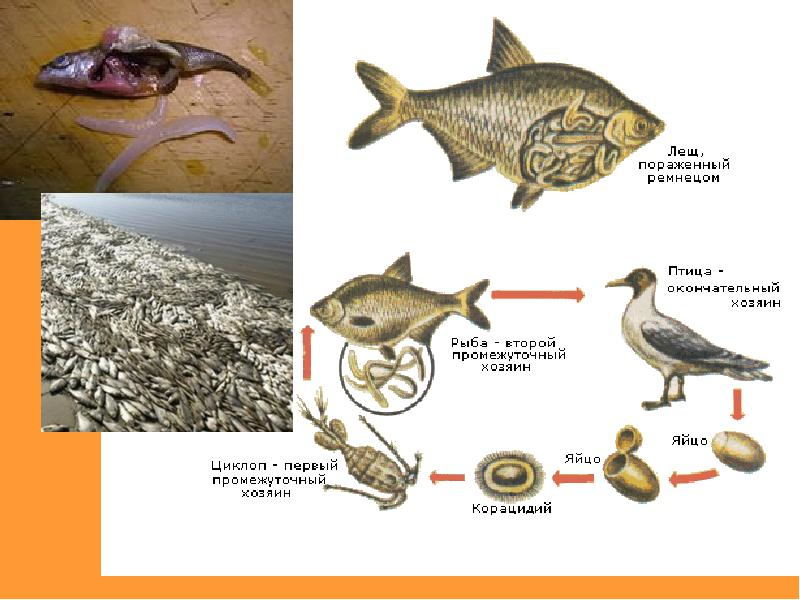 Лещ,
пораженный
ремнецом
Птица -
окончательный
хозяин
Рыба - второй
промежуточный
хозяин
Яйцо
Яйцо
Циклоп - первый
промежуточный
хозяин
Корацидий